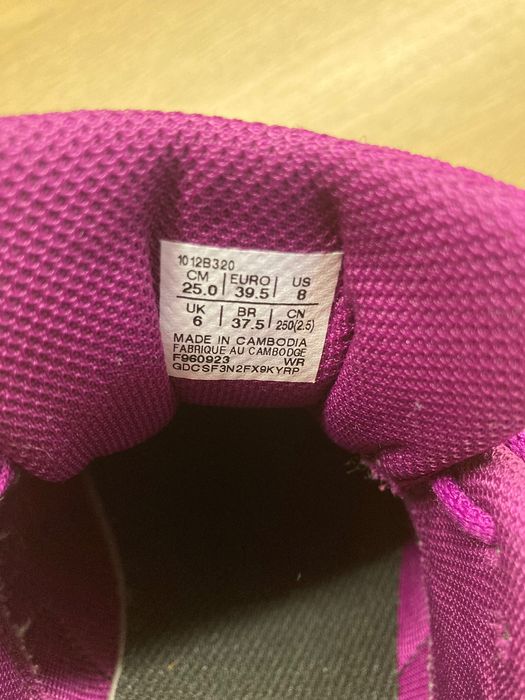 1012B320
CM | EURO | US
25.0 | 39.5 | 8
UK | BR | CN
6 | 37.5 | 250(2.5)
MADE IN CAMBODIA
FABRIQUE AU CAMBODGE
F960923 WR
GDCSF3N2FX9KYRP